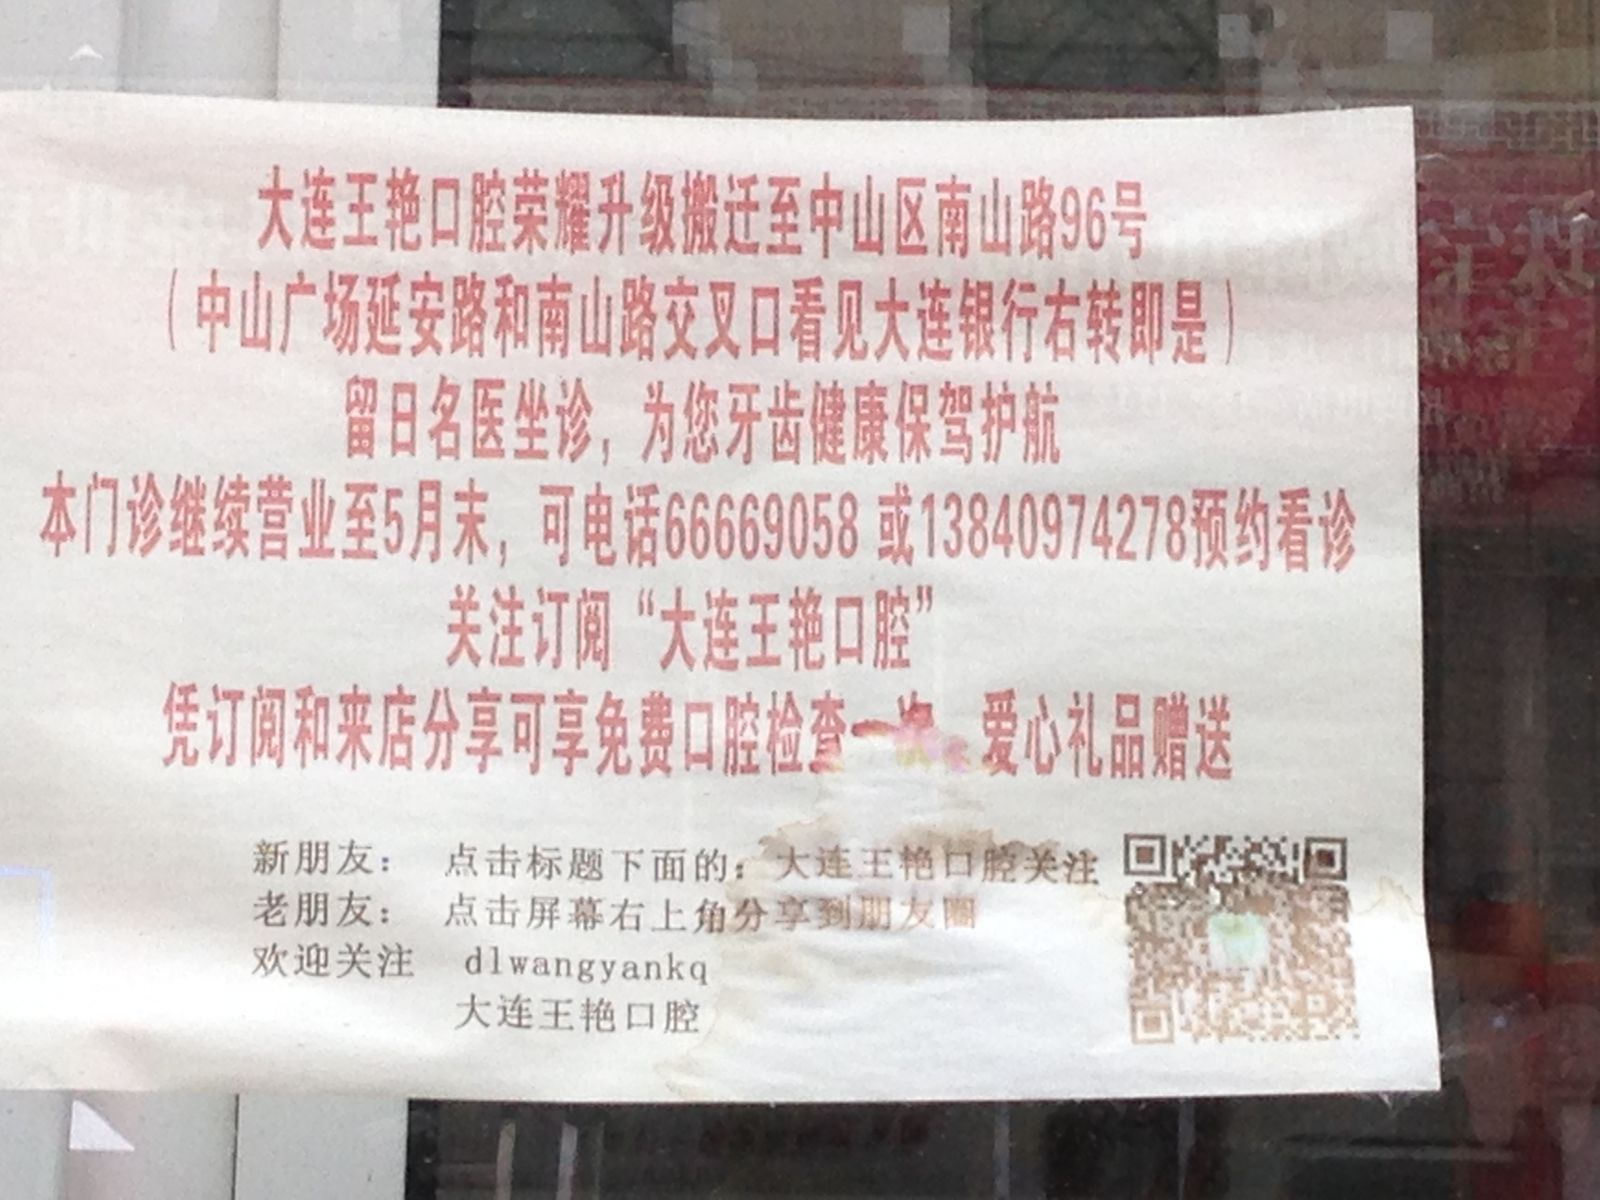 大连王艳口腔荣耀升级搬迁至中山区南山路96号
（中山广场延安路和南山路交叉口看见大连银行右转即是）
留日名医坐诊，为您牙齿健康保驾护航
本门诊继续营业至5月末，可电话66669058 或13840974278预约看诊
关注订阅“大连王艳口腔”
凭订阅和来店分享可享免费口腔检查一次 爱心礼品赠送
新朋友： 点击标题下面的：大连王艳口腔关注
老朋友： 点击屏幕右上角分享到朋友圈
欢迎关注 dlwangyankq
大连王艳口腔